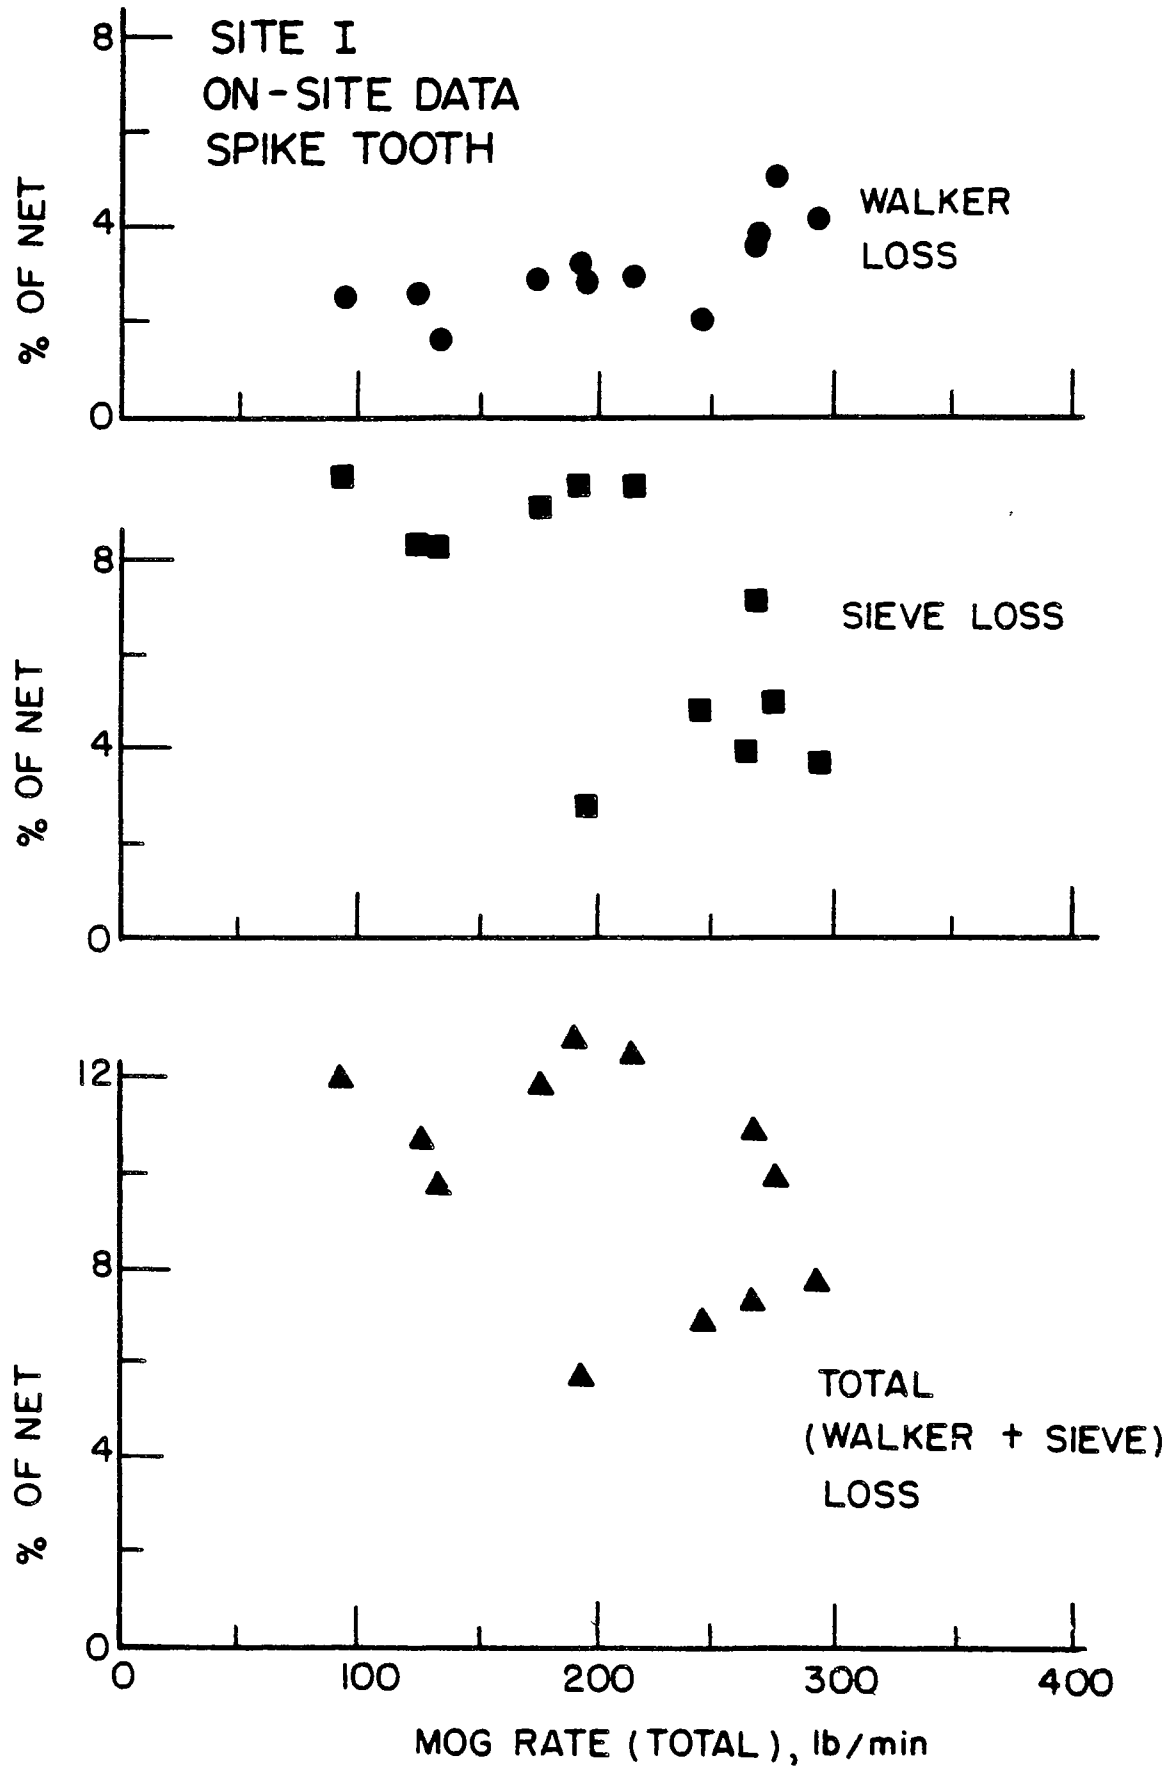 SITE I
ON-SITE DATA
SPIKE TOOTH
8
4
0
% OF NET
WALKER
LOSS
8
4
0
% OF NET
SIEVE LOSS
12
8
4
0
% OF NET
TOTAL
(WALKER + SIEVE)
LOSS
0 100 200 300 400
MOG RATE (TOTAL), lb/min